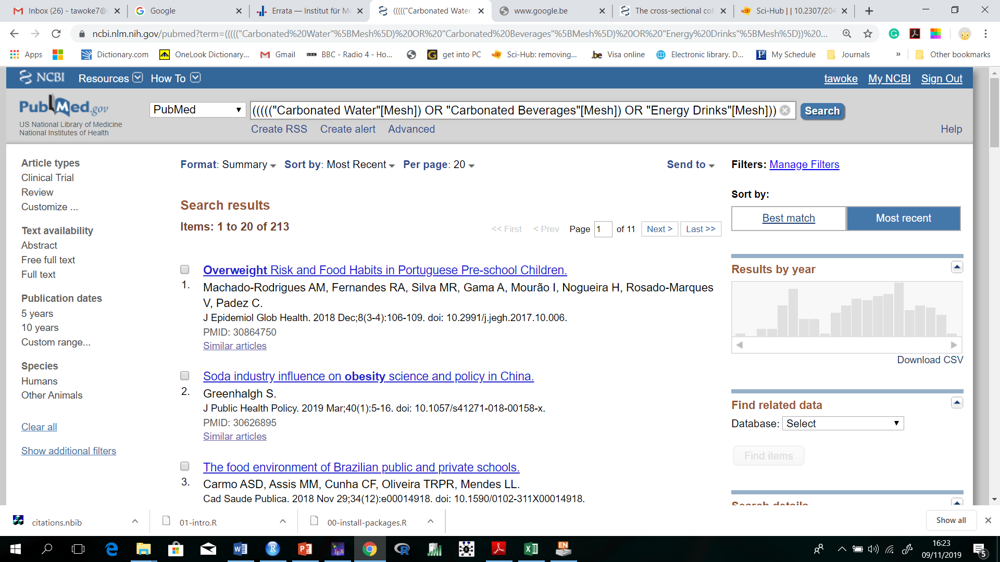 Inbox (26) - tawoke7@
Google
Errata — Institut für Me
((((("Carbonated Water
www.google.be
The cross-sectional coh
Sci-Hub | | 10.2307/204
ncbi.nlm.nih.gov/pubmed?term=((((("Carbonated%20Water"%5BMesh%5D)%20OR%20"Carbonated%20Beverages"%5BMesh%5D)%20OR%20"Energy%20Drinks"%5BMesh%5D))%20...
Apps
Dictionary.com
OneLook Dictionary...
Gmail
BBC BBC - Radio 4 - Ho...
get into PC
Sci-Hub: removing...
.be Visa online
Electronic library. D...
My Schedule
Journals
»
Other bookmarks
NCBI Resources How To
tawoke My NCBI Sign Out
PubMed.gov
US National Library of Medicine
National Institutes of Health
PubMed
((((("Carbonated Water"[Mesh]) OR "Carbonated Beverages"[Mesh]) OR "Energy Drinks"[Mesh]))
Search
Create RSS Create alert Advanced
Help
Article types
Clinical Trial
Review
Customize ...
Text availability
Abstract
Free full text
Full text
Publication dates
5 years
10 years
Custom range...
Species
Humans
Other Animals
Clear all
Show additional filters
Format: Summary Sort by: Most Recent Per page: 20
Send to
Search results
Items: 1 to 20 of 213
<< First < Prev Page 1 of 11 Next > Last >>
Overweight Risk and Food Habits in Portuguese Pre-school Children.
1.
Machado-Rodrigues AM, Fernandes RA, Silva MR, Gama A, Mourão I, Nogueira H, Rosado-Marques
V, Padez C.
J Epidemiol Glob Health. 2018 Dec;8(3-4):106-109. doi: 10.2991/j.jegh.2017.10.006.
PMID: 30864750
Similar articles
Soda industry influence on obesity science and policy in China.
2.
Greenhalgh S.
J Public Health Policy. 2019 Mar;40(1):5-16. doi: 10.1057/s41271-018-00158-x.
PMID: 30626895
Similar articles
The food environment of Brazilian public and private schools.
3.
Carmo ASD, Assis MM, Cunha CF, Oliveira TRPR, Mendes LL.
Cad Saude Publica. 2018 Nov 29;34(12):e00014918. doi: 10.1590/0102-311X00014918.
Filters: Manage Filters
Sort by:
Best match
Most recent
Results by year
Download CSV
Find related data
Database: Select
Find items
Search details
citations.nbib
01-intro.R
00-install-packages.R
Show all
16:23
09/11/2019
5